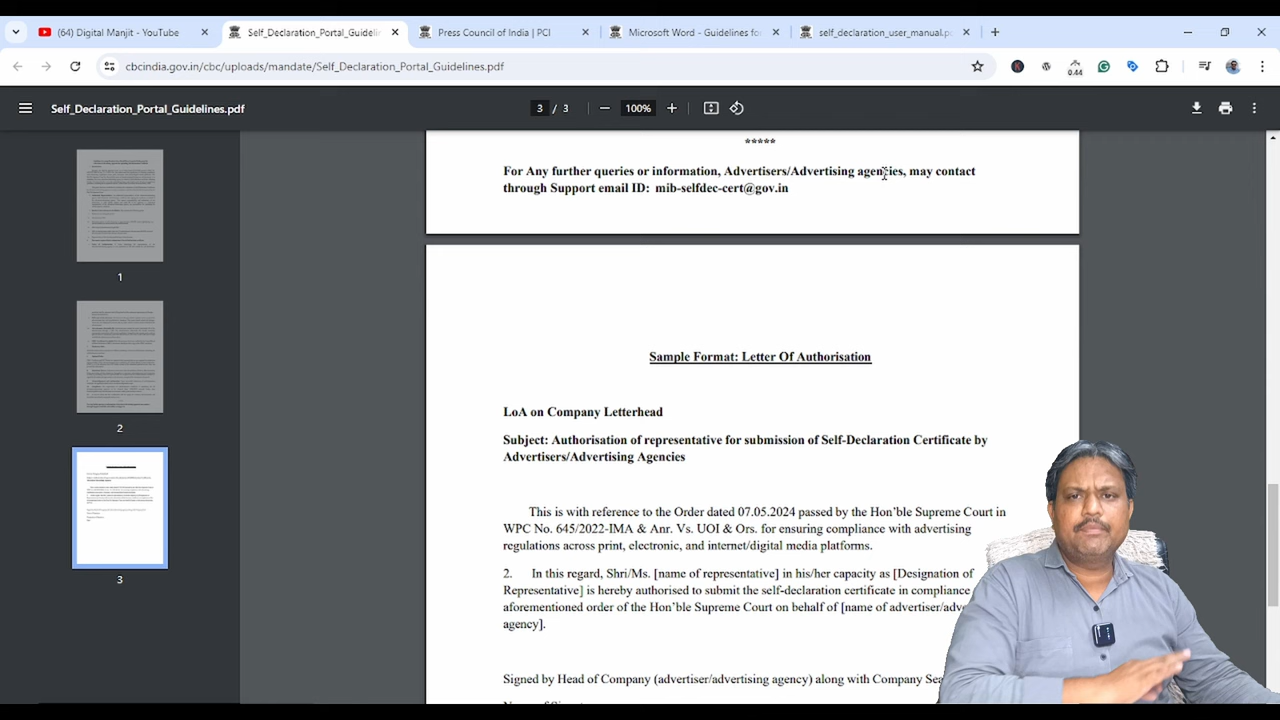 (64) Digital Manjit - YouTube
Self_Declaration_Portal_Guideli
Press Council of India | PCI
Microsoft Word - Guidelines for
self_declaration_user_manual.p
cbcindia.gov.in/cbc/uploads/mandate/Self_Declaration_Portal_Guidelines.pdf
0.44
Self_Declaration_Portal_Guidelines.pdf
3 / 3
100%
1
2
3
*****
For Any further queries or information, Advertisers/Advertising agencies, may contact
through Support email ID: mib-selfdec-cert@gov.in
Sample Format: Letter Of Authorisation
LoA on Company Letterhead
Subject: Authorisation of representative for submission of Self-Declaration Certificate by
Advertisers/Advertising Agencies
This is with reference to the Order dated 07.05.2024 passed by the Hon'ble Supreme Court in
WPC No. 645/2022-IMA & Anr. Vs. UOI & Ors. for ensuring compliance with advertising
regulations across print, electronic, and internet/digital media platforms.
2. In this regard, Shri/Ms. [name of representative] in his/her capacity as [Designation of
Representative] is hereby authorised to submit the self-declaration certificate in compliance
aforementioned order of the Hon'ble Supreme Court on behalf of [name of advertiser/adve
agency].
Signed by Head of Company (advertiser/advertising agency) along with Company Sea